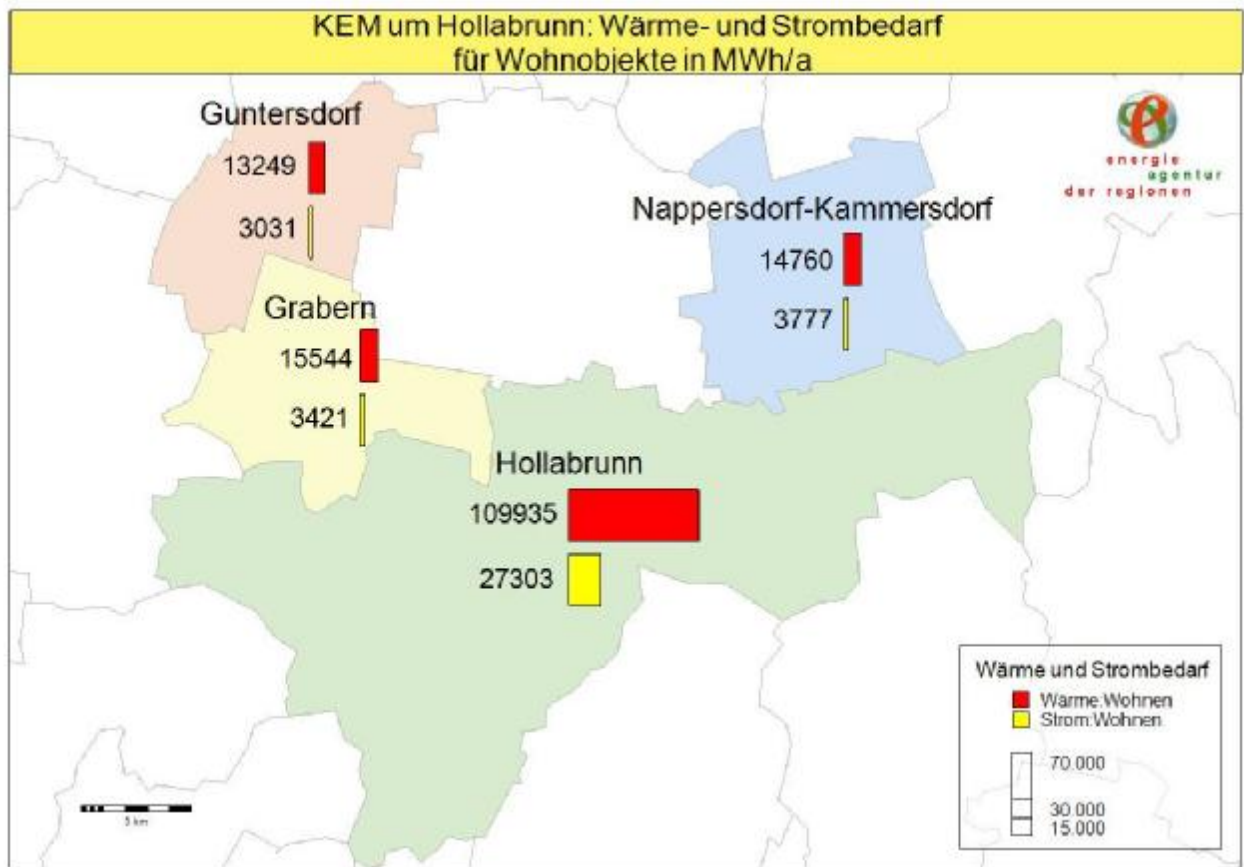 KEM um Hollabrunn: Wärme- und Strombedarf
für Wohnobjekte in MWh/a
Guntersdorf
13249
3031
energie
agentur
der regionen
Nappersdorf-Kammersdorf
14760
3777
Grabern
15544
3421
Hollabrunn
109935
27303
Wärme und Strombedarf
Wärme:Wohnen
Strom:Wohnen
70.000
30.000
15.000
5 km